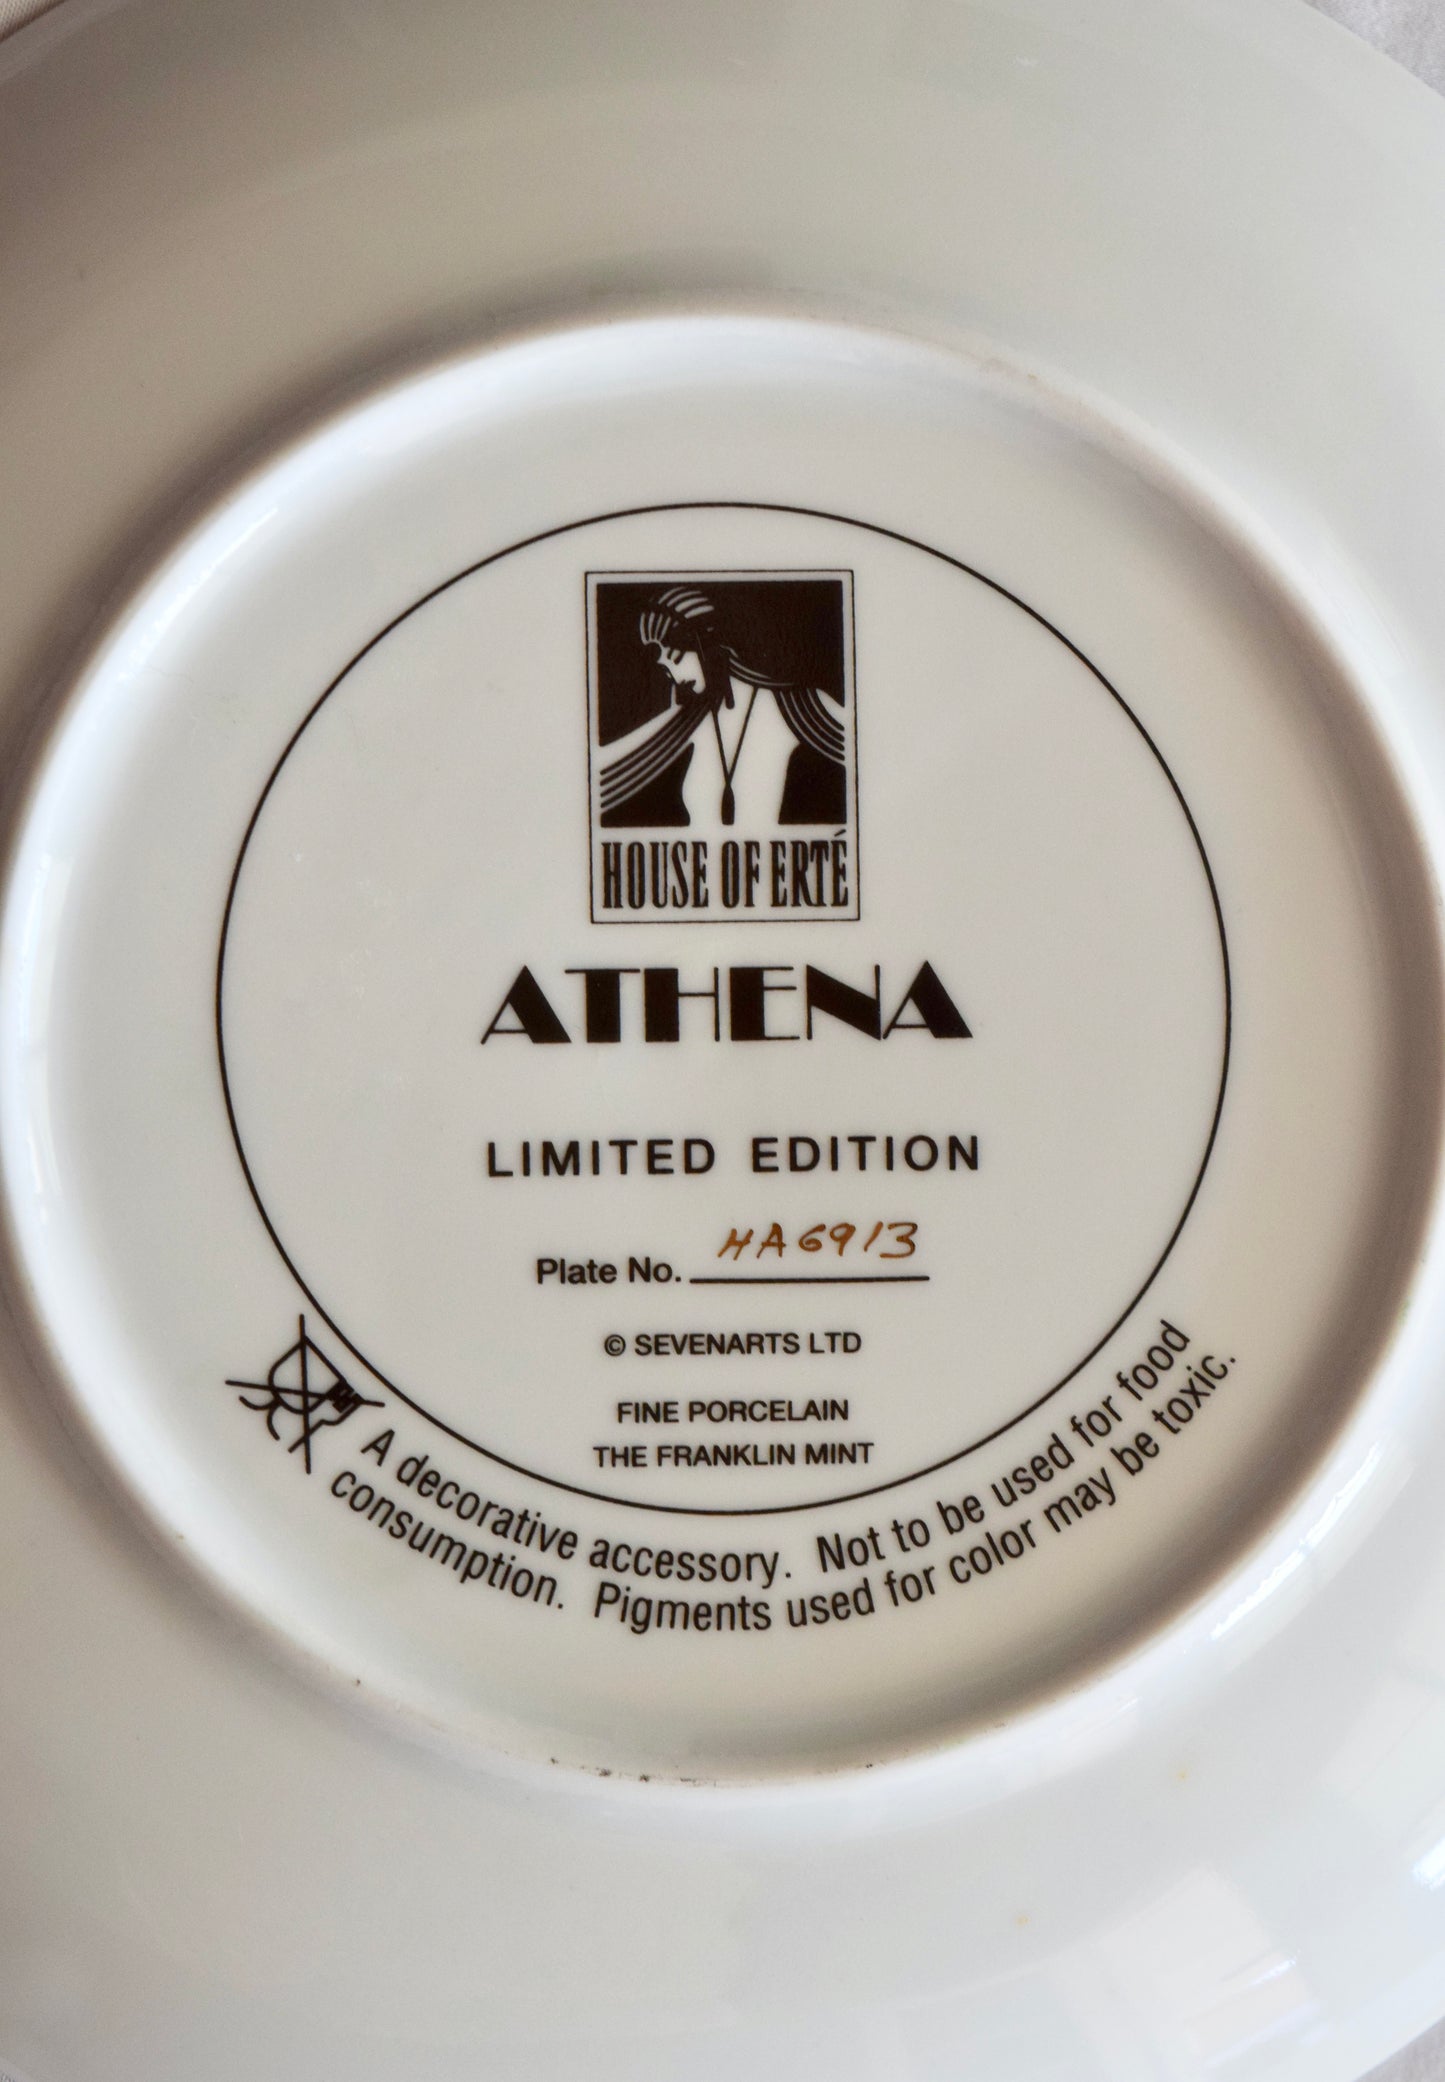 HOUSE OF ERTÉ
ATHENA
LIMITED EDITION
Plate No. HA6913
© SEVENARTS LTD
FINE PORCELAIN
THE FRANKLIN MINT
A decorative accessory. Not to be used for food
consumption. Pigments used for color may be toxic.